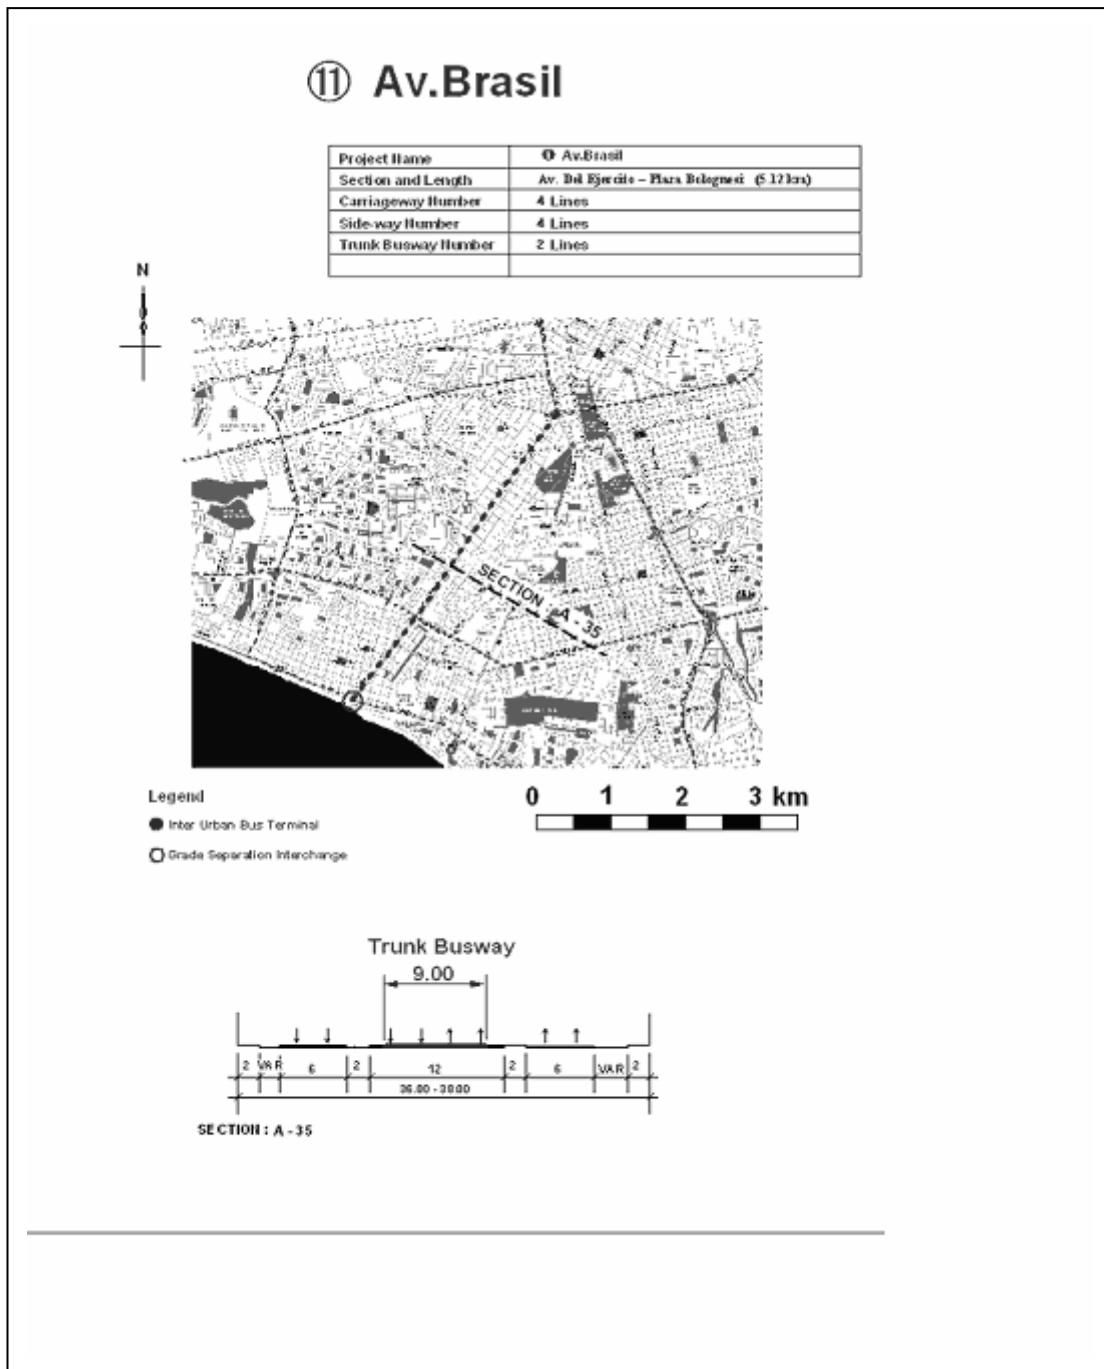 ⑪ Av.Brasil
Project Name Av.Brasil
Section and Length Av. Del Ejercito – Plaza Bolognesi (5.12km)
Carriageway Number 4 Lines
Side-way Number 4 Lines
Trunk Busway Number 2 Lines
N
SECTION : A - 35
Legend
Inter Urban Bus Terminal
Grade Separation Interchange
0 1 2 3 km
Trunk Busway
9.00
2 VAR 6 2 12 2 6 VAR 2
36.00 - 38.00
SECTION : A - 35